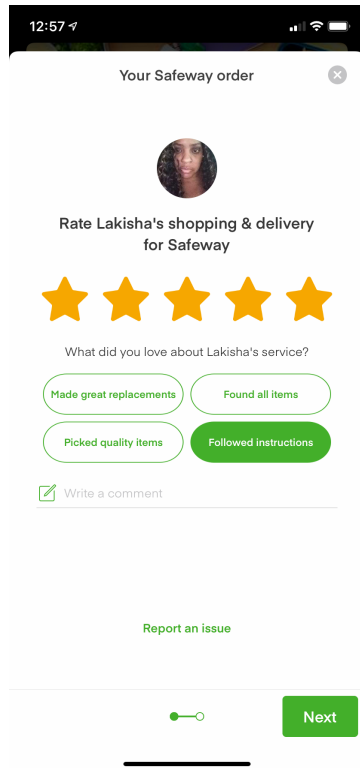 12:57
Your Safeway order
Rate Lakisha's shopping & delivery
for Safeway
What did you love about Lakisha's service?
Made great replacements
Found all items
Picked quality items
Followed instructions
Write a comment
Report an issue
Next